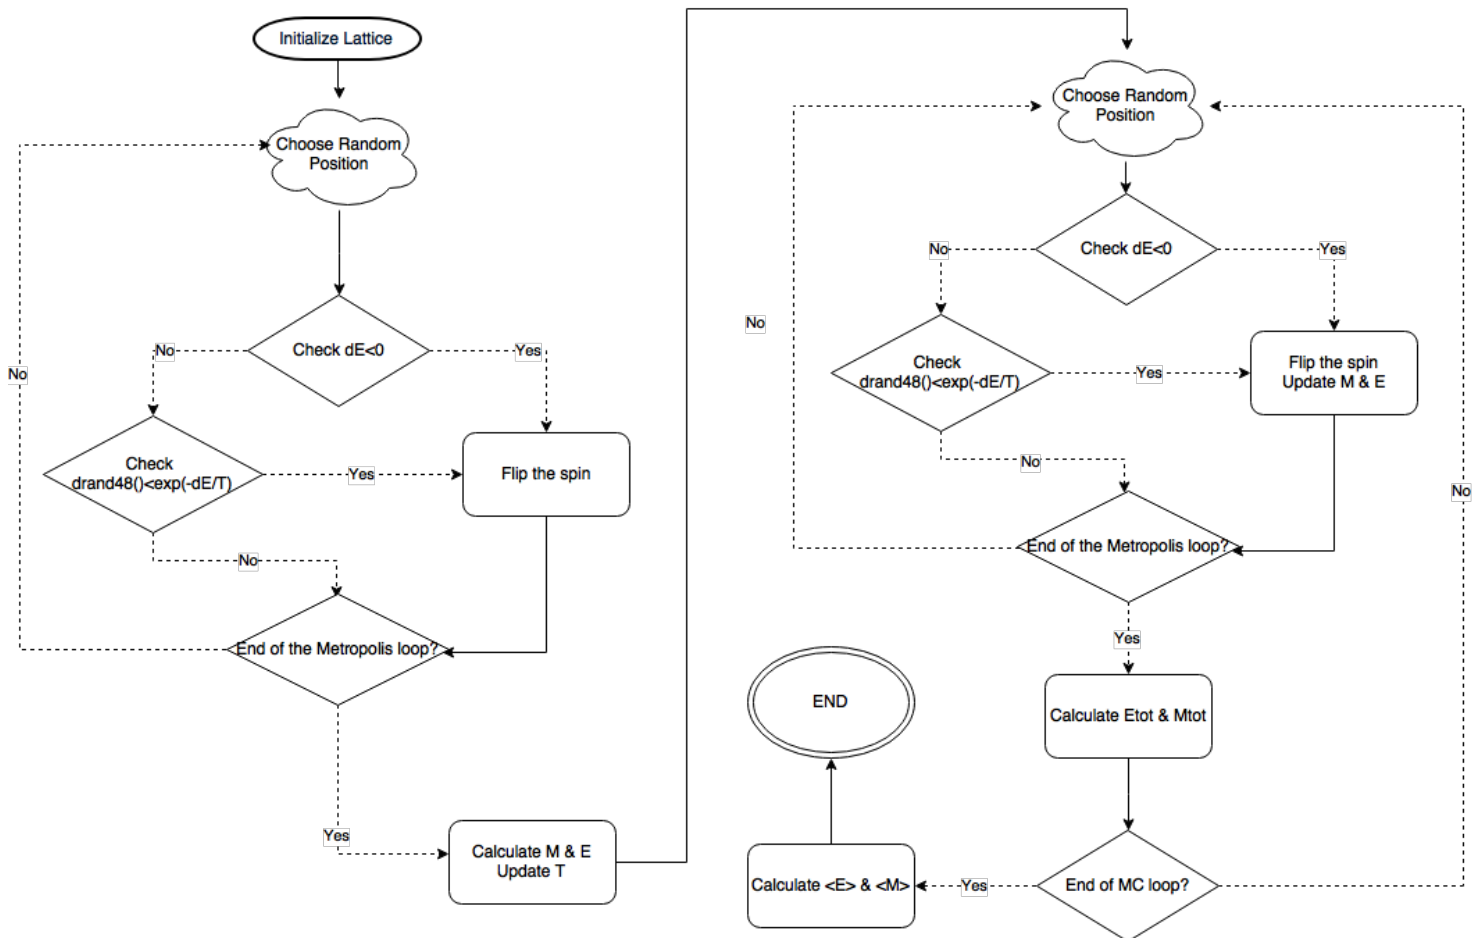 Initialize Lattice
Choose Random
Position
Check dE<0
No
Yes
No
Check
drand48()<exp(-dE/T)
Yes
Flip the spin
No
End of the Metropolis loop?
Yes
Calculate M & E
Update T
Choose Random
Position
Check dE<0
No
Yes
No
Check
drand48()<exp(-dE/T)
Yes
Flip the spin
Update M & E
No
No
End of the Metropolis loop?
Yes
Calculate Etot & Mtot
End of MC loop?
Yes
Calculate <E> & <M>
END